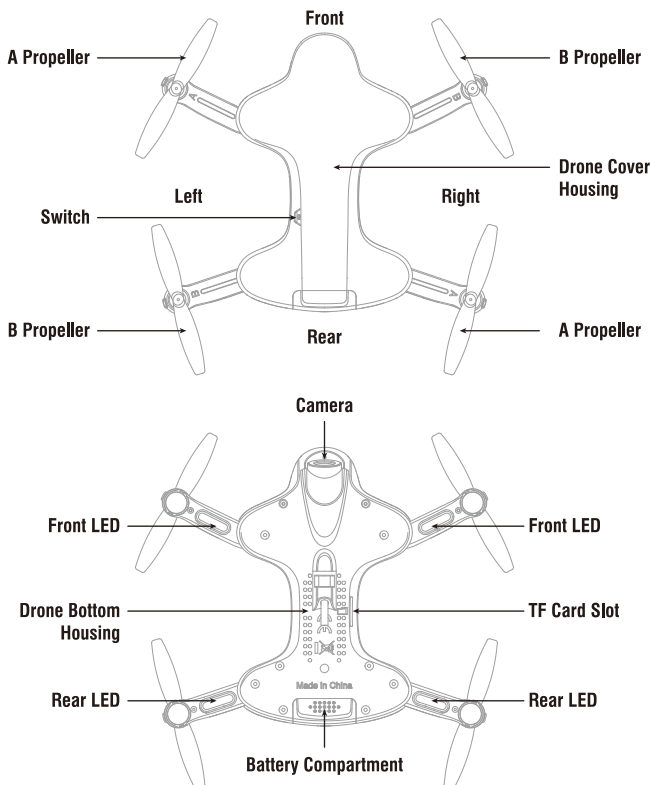 Front
A Propeller
B Propeller
A
B
Drone Cover
Housing
Left
Right
Switch
B
A
B Propeller
Rear
A Propeller
Camera
Front LED
Front LED
Drone Bottom
Housing
TF Card Slot
Made in China
Rear LED
Rear LED
Battery Compartment